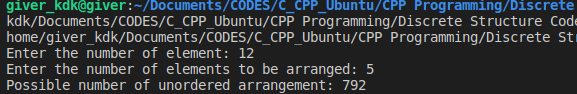 giver_kdk@giver:~/Documents/CODES/C_CPP_Ubuntu/CPP Programming/Discrete
kdk/Documents/CODES/C_CPP_Ubuntu/CPP Programming/Discrete Structure Code
home/giver_kdk/Documents/CODES/C_CPP_Ubuntu/CPP Programming/Discrete Str
Enter the number of element: 12
Enter the number of elements to be arranged: 5
Possible number of unordered arrangement: 792